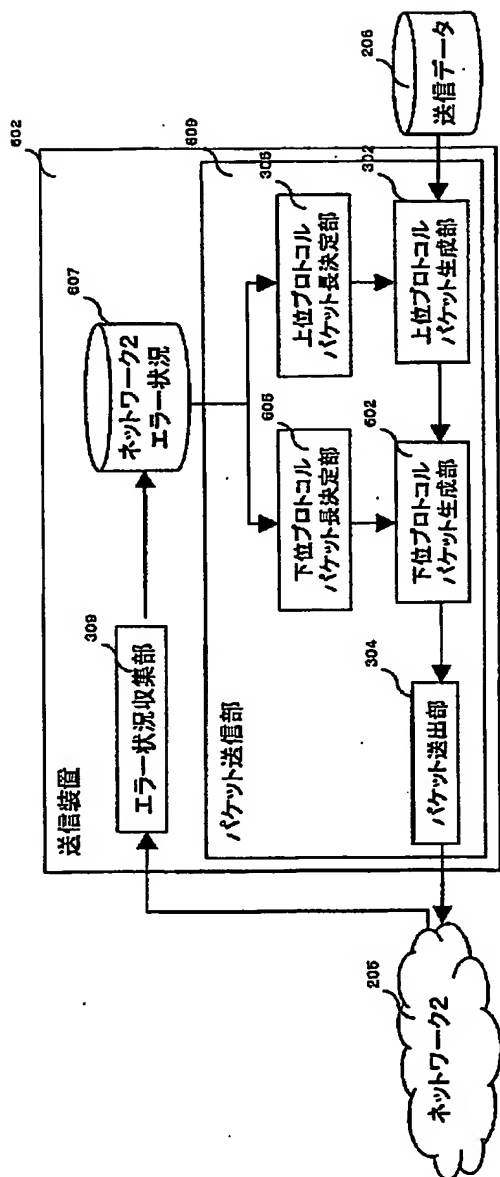 602
送信装置
309
エラー状況収集部
607
ネットワーク2
エラー状況
609
パケット送信部
605
下位プロトコル
パケット長決定部
305
上位プロトコル
パケット長決定部
206
送信データ
304
パケット送出部
602
下位プロトコル
パケット生成部
302
上位プロトコル
パケット生成部
205
ネットワーク2